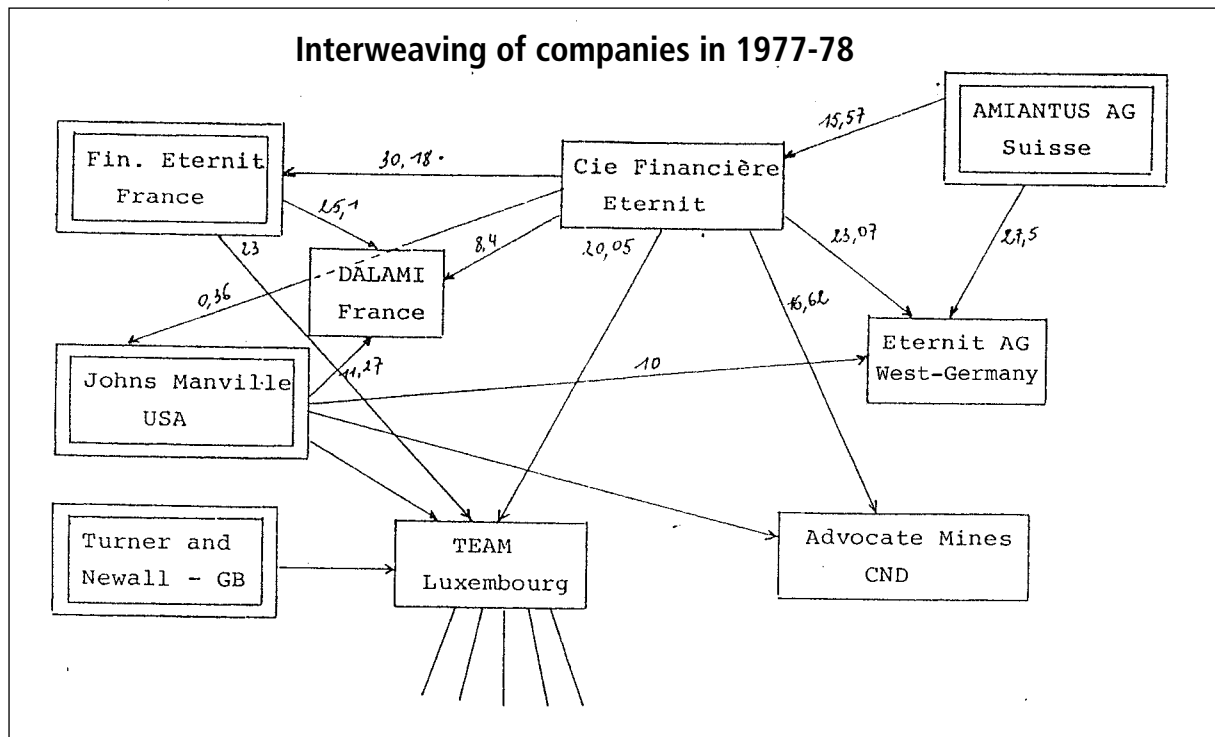 Interweaving of companies in 1977-78
AMIANTUS AG
Suisse
15,57
Fin. Eternit
France
30,18
Cie Financière
Eternit
25,1
23
8,4
20,05
23,07
27,5
DALAMI
France
0,36
16,62
Johns Manville
USA
11,27
10
Eternit AG
West-Germany
Turner and
Newall - GB
TEAM
Luxembourg
Advocate Mines
CND